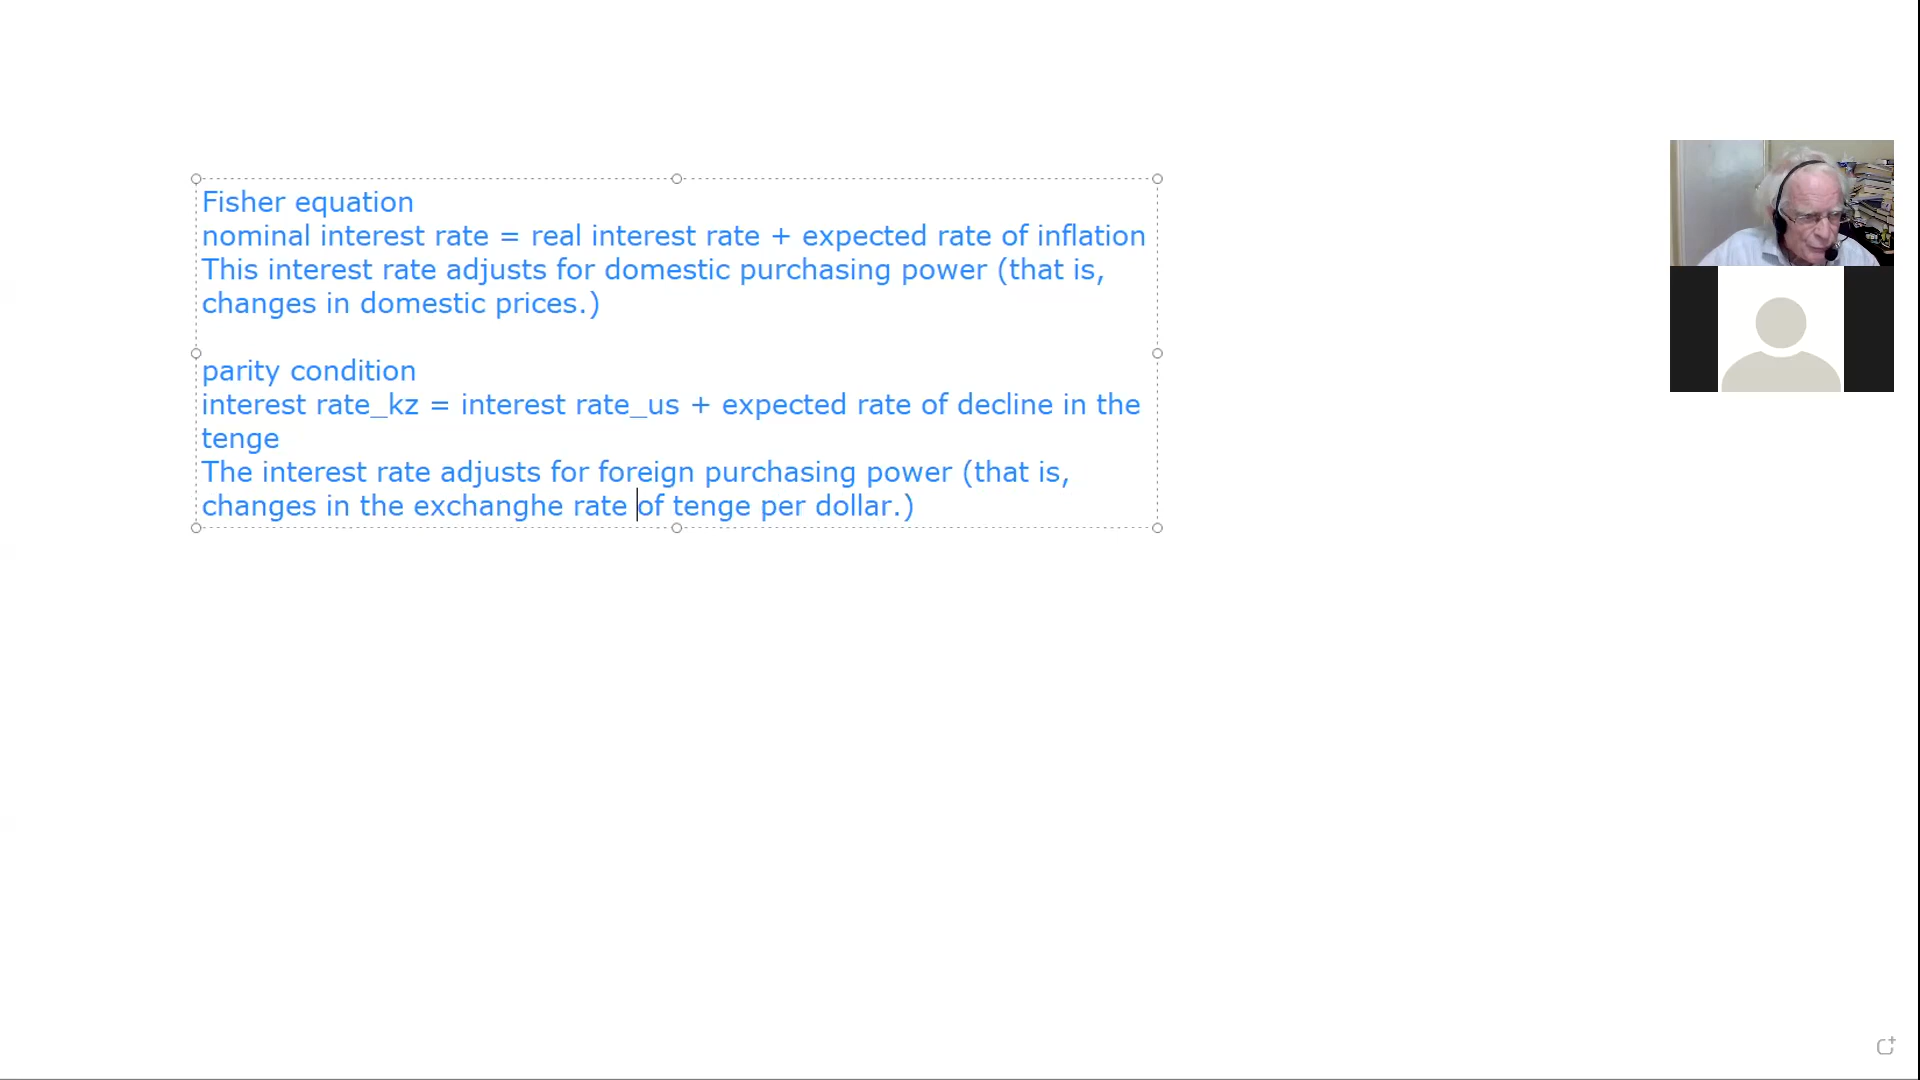 Fisher equation
nominal interest rate = real interest rate + expected rate of inflation
This interest rate adjusts for domestic purchasing power (that is,
changes in domestic prices.)
parity condition
interest rate_kz = interest rate_us + expected rate of decline in the
tenge
The interest rate adjusts for foreign purchasing power (that is,
changes in the exchanghe rate of tenge per dollar.)